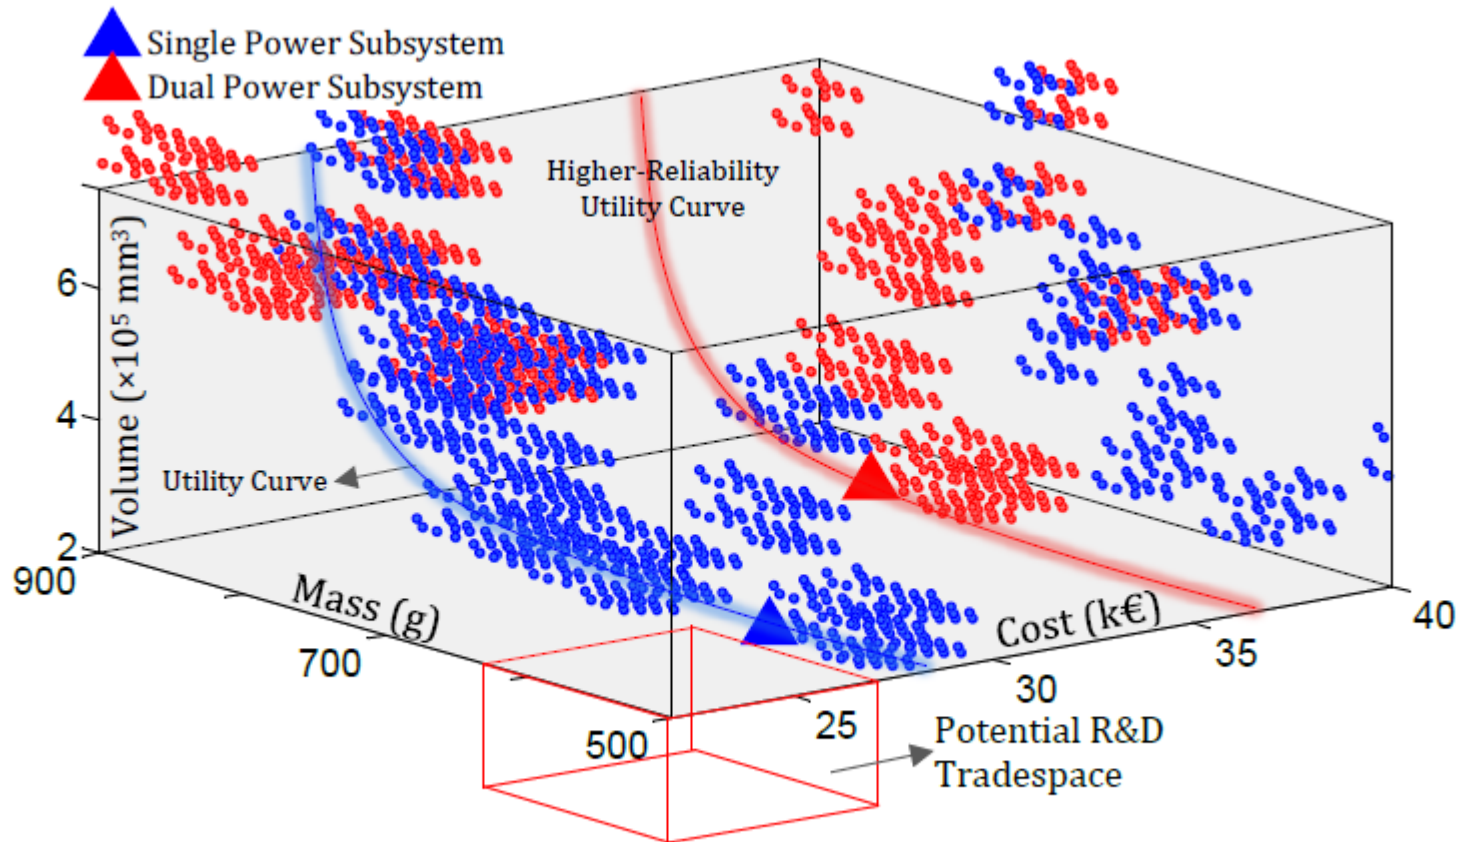 Single Power Subsystem
Dual Power Subsystem
Higher-Reliability
Utility Curve
Volume (×10⁵ mm³)
6
4
2
Utility Curve
900
Mass (g)
700
500
Cost (k€)
25
30
35
40
Potential R&D
Tradespace